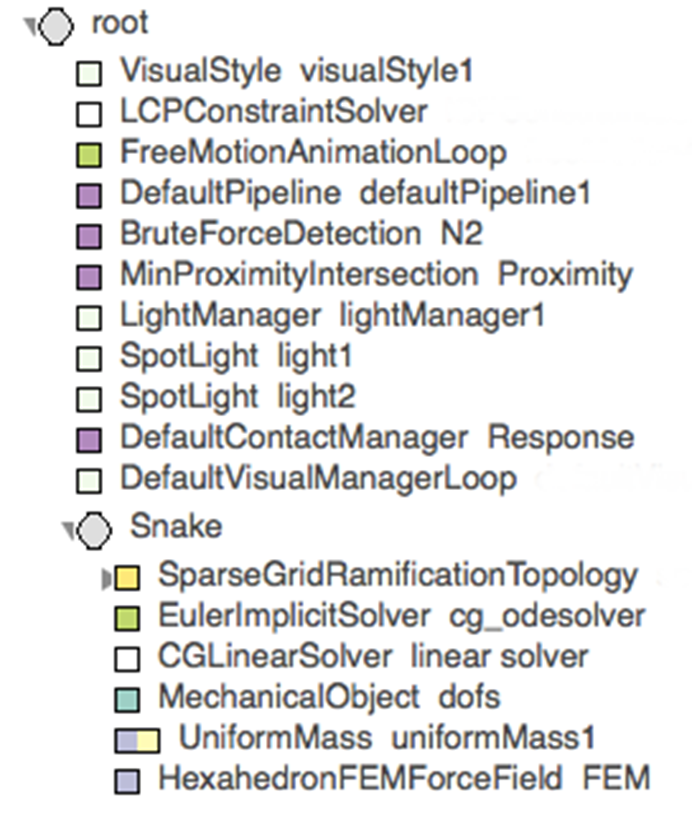 root
VisualStyle visualStyle1
LCPConstraintSolver
FreeMotionAnimationLoop
DefaultPipeline defaultPipeline1
BruteForceDetection N2
MinProximityIntersection Proximity
LightManager lightManager1
SpotLight light1
SpotLight light2
DefaultContactManager Response
DefaultVisualManagerLoop
Snake
SparseGridRamificationTopology
EulerImplicitSolver cg_odesolver
CGLinearSolver linear solver
MechanicalObject dofs
UniformMass uniformMass1
HexahedronFEMForceField FEM